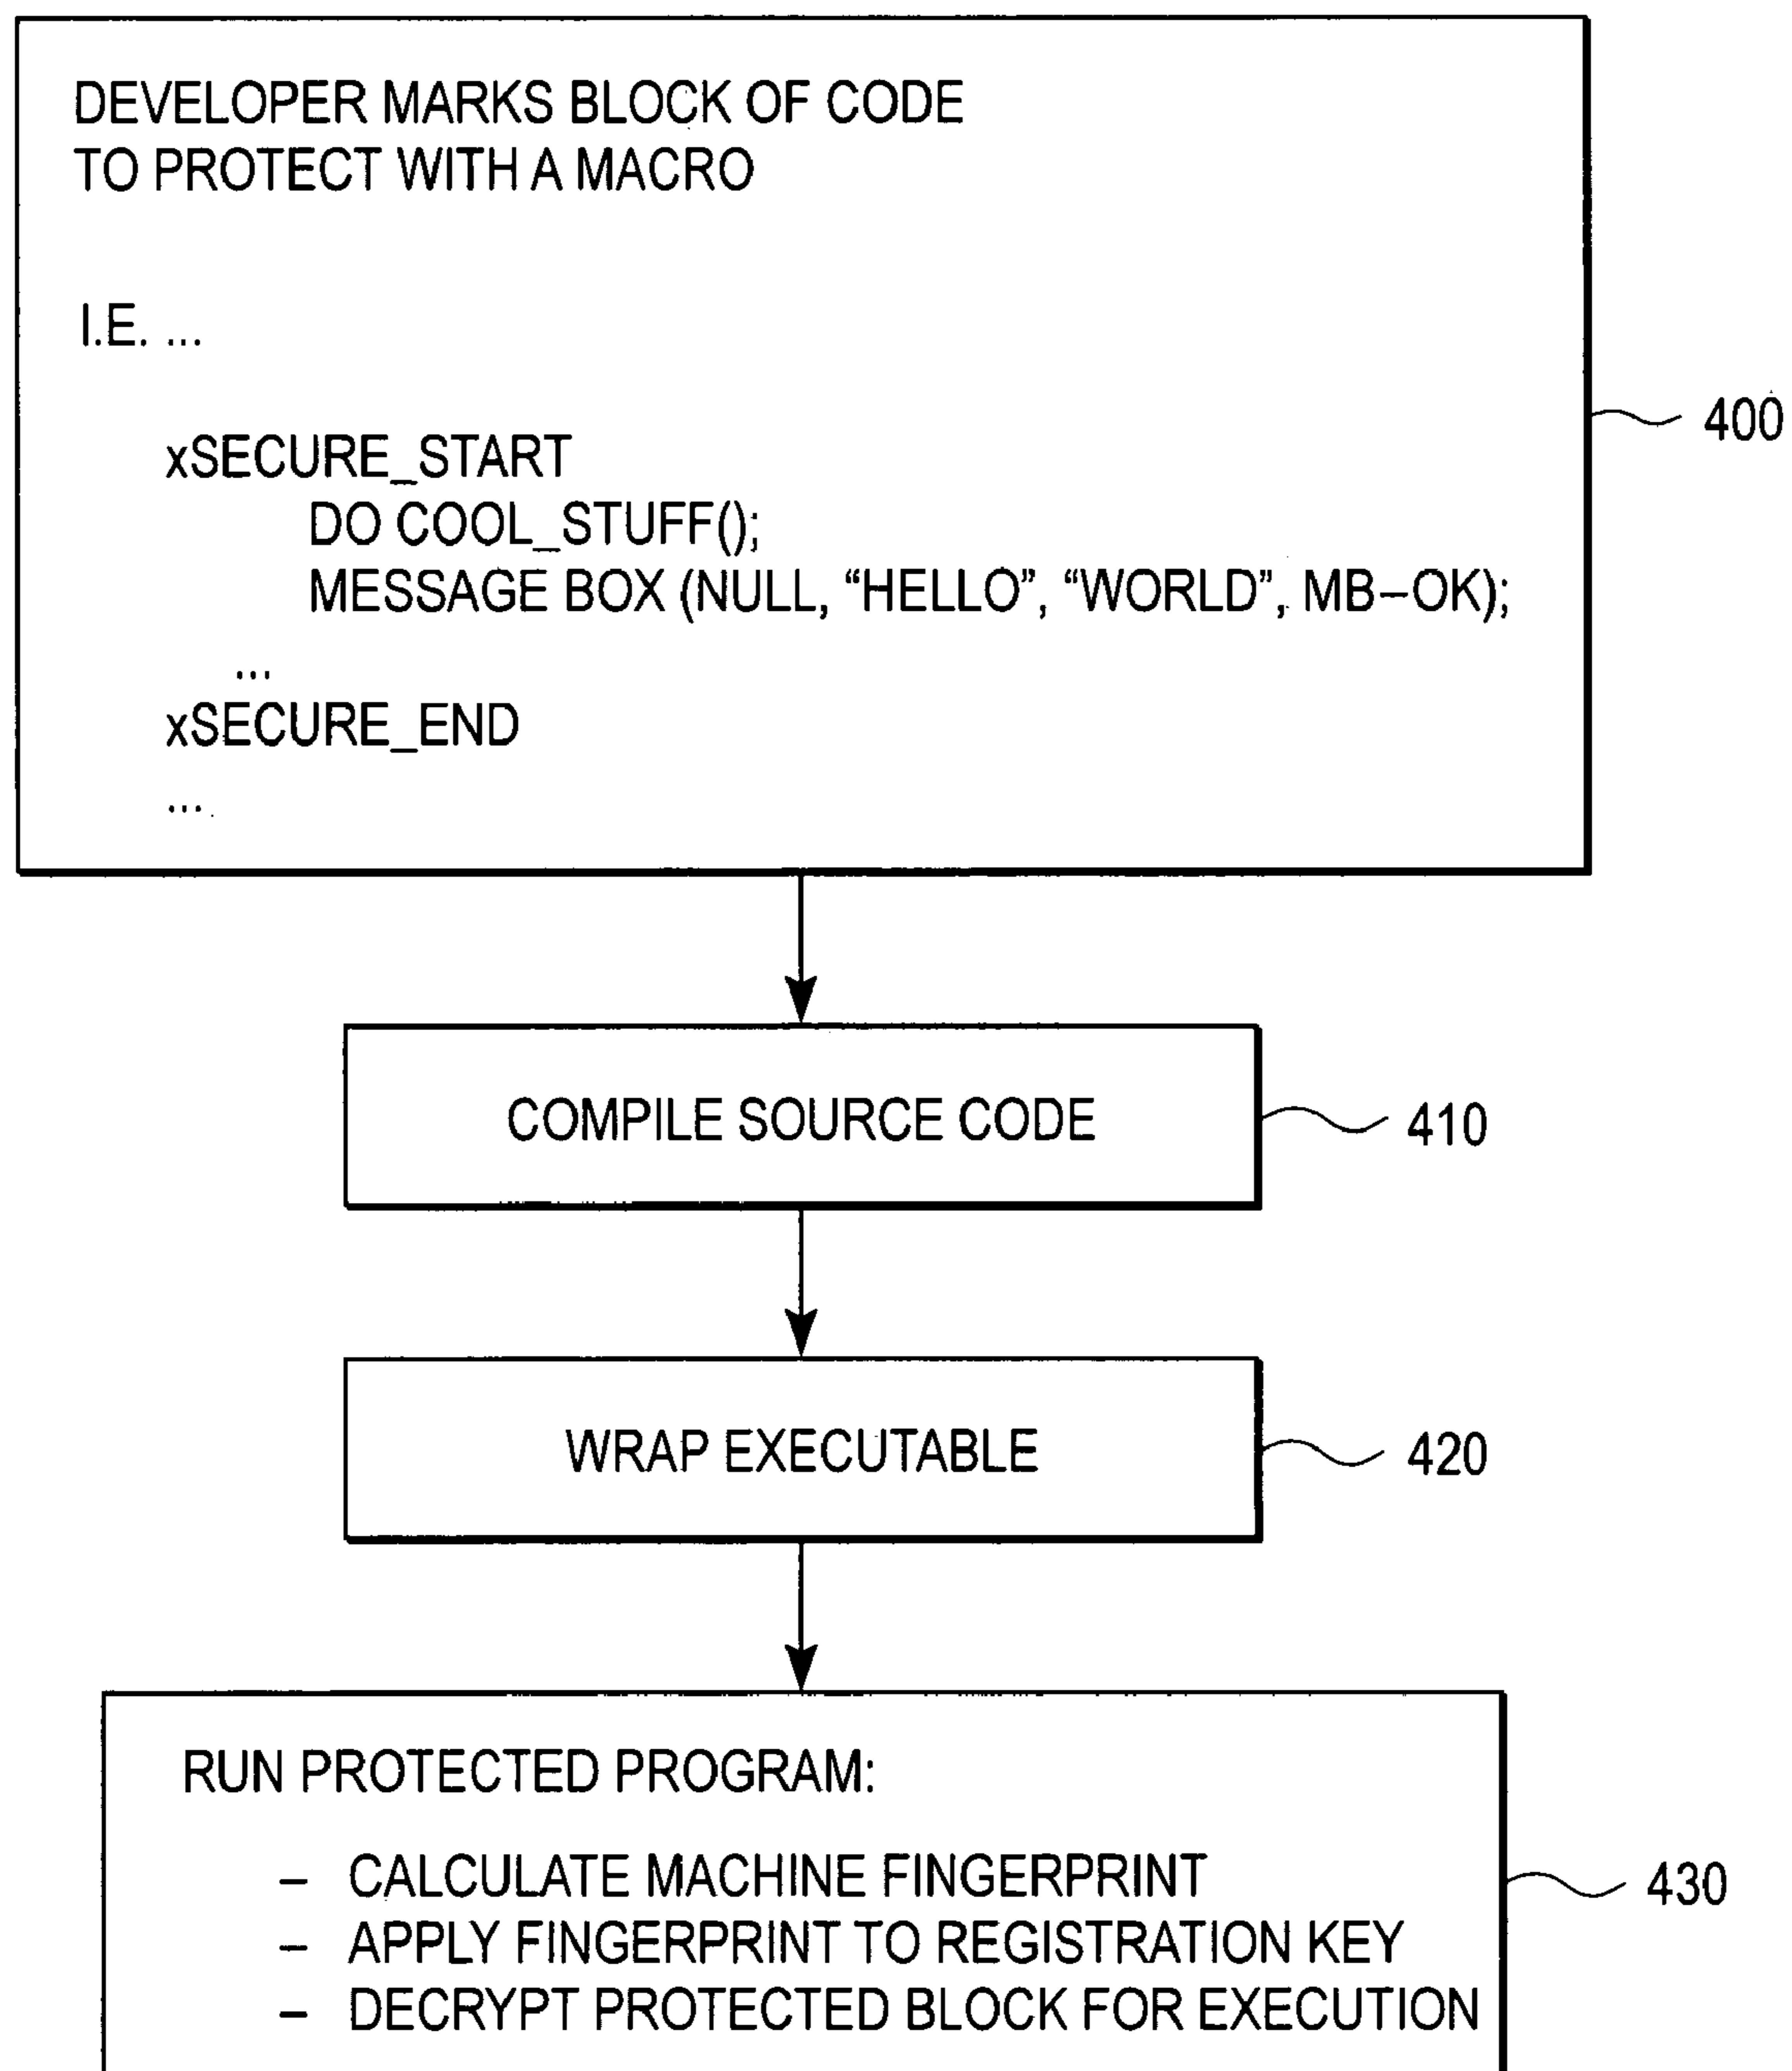 DEVELOPER MARKS BLOCK OF CODE
TO PROTECT WITH A MACRO
I.E. ...
xSECURE_START
DO COOL_STUFF();
MESSAGE BOX (NULL, “HELLO”, “WORLD”, MB–OK);
...
xSECURE_END
...
400
COMPILE SOURCE CODE
410
WRAP EXECUTABLE
420
RUN PROTECTED PROGRAM:
– CALCULATE MACHINE FINGERPRINT
– APPLY FINGERPRINT TO REGISTRATION KEY
– DECRYPT PROTECTED BLOCK FOR EXECUTION
430